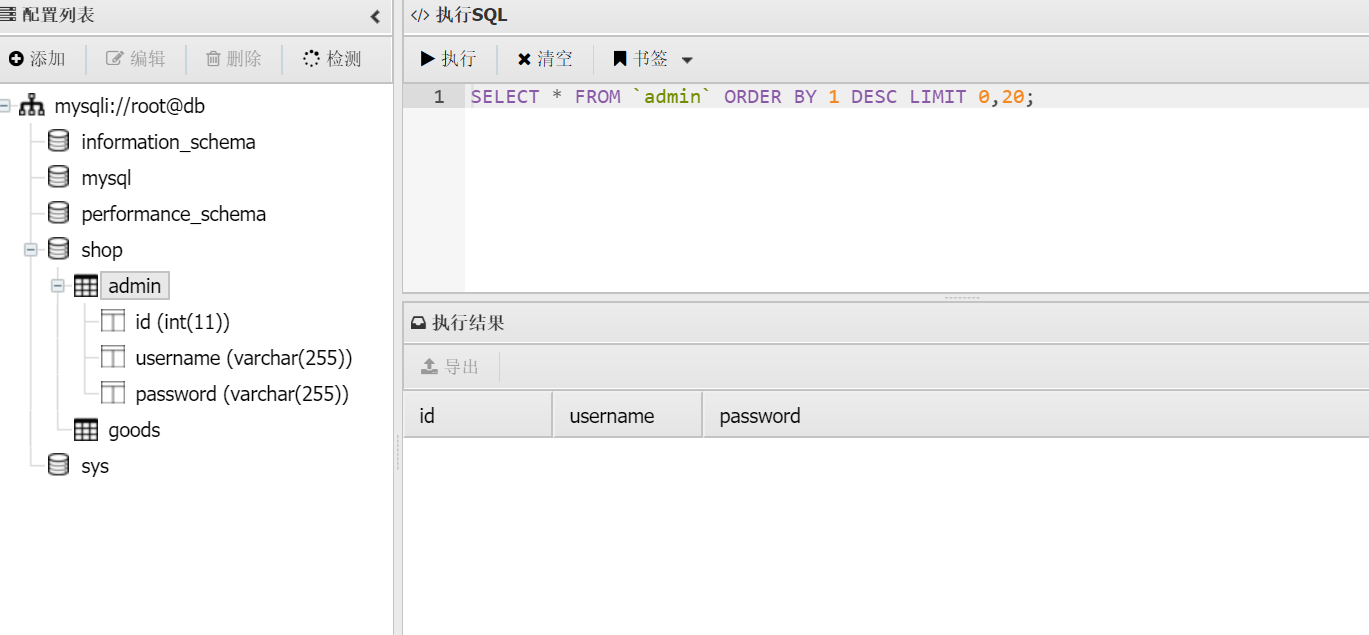 配置列表
添加 编辑 删除 检测
mysqli://root@db
information_schema
mysql
performance_schema
shop
admin
id (int(11))
username (varchar(255))
password (varchar(255))
goods
sys
</> 执行SQL
执行 清空 书签
1 SELECT * FROM `admin` ORDER BY 1 DESC LIMIT 0,20;
执行结果
导出
id username password